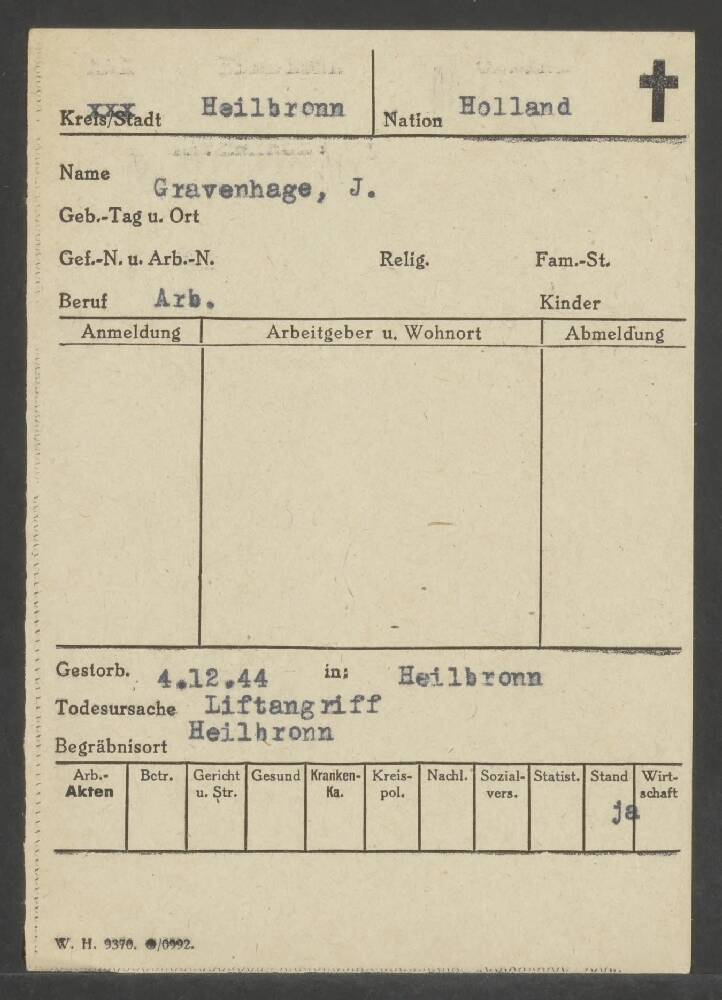 Kreis/Stadt Heilbronn Nation Holland
Name Gravenhage, J.
Geb.-Tag u. Ort
Gef.-N. u. Arb.-N. Relig. Fam.-St.
Beruf Arb. Kinder
Anmeldung Arbeitgeber u. Wohnort Abmeldung
Gestorb. 4.12.44 in: Heilbronn
Todesursache Liftangriff
Begräbnisort Heilbronn
Arb.-Akten Betr. Gericht u. Str. Gesund Kranken-Ka. Kreis-pol. Nachl. Sozial-vers. Statist. Stand Wirt-schaft
ja
W. H. 9370.